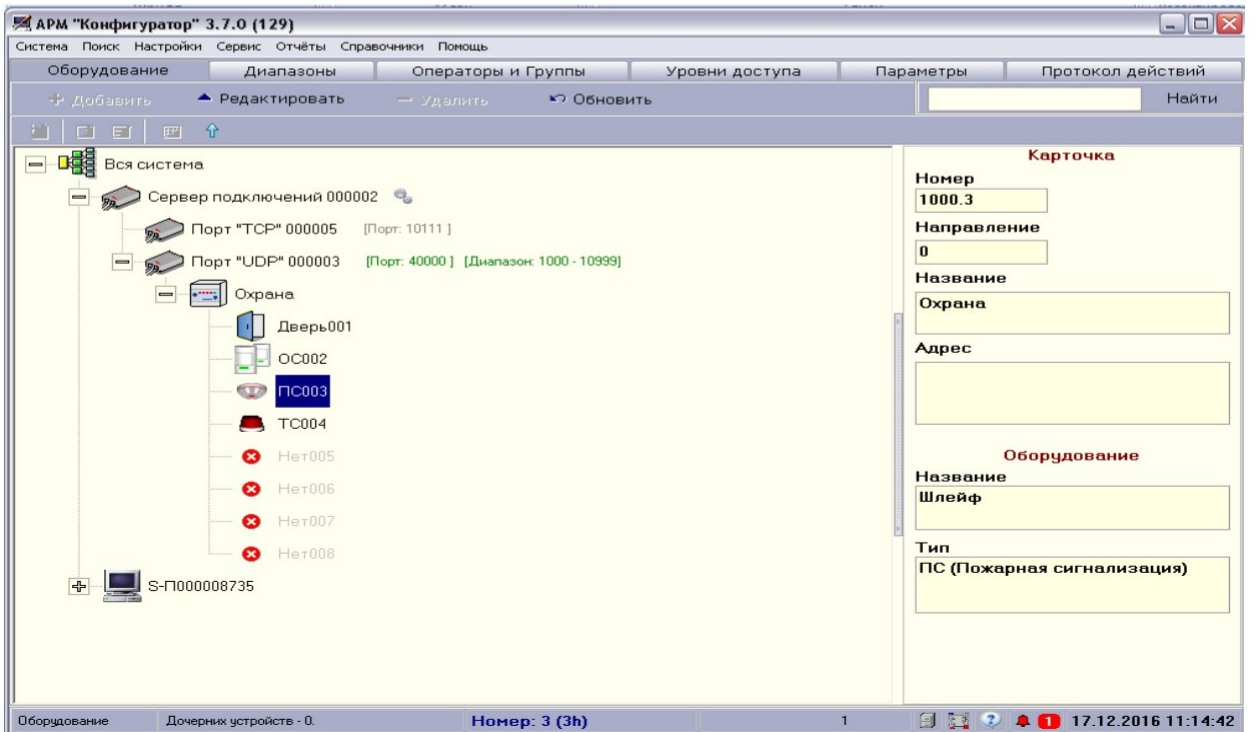 АРМ "Конфигуратор" 3.7.0 (129)
Система Поиск Настройки Сервис Отчёты Справочники Помощь
Оборудование Диапазоны Операторы и Группы Уровни доступа Параметры Протокол действий
Добавить Редактировать Удалить Обновить Найти
Вся система
Сервер подключений 000002
Порт "TCP" 000005 [Порт: 10111 ]
Порт "UDP" 000003 [Порт: 40000 ] [Диапазон: 1000 - 10999]
Охрана
Дверь001
ОС002
ПС003
ТС004
Нет005
Нет006
Нет007
Нет008
S-П000008735
Карточка
Номер
1000.3
Направление
0
Название
Охрана
Адрес
Оборудование
Название
Шлейф
Тип
ПС (Пожарная сигнализация)
Оборудование Дочерних устройств - 0. Номер: 3 (3h) 1 1 17.12.2016 11:14:42